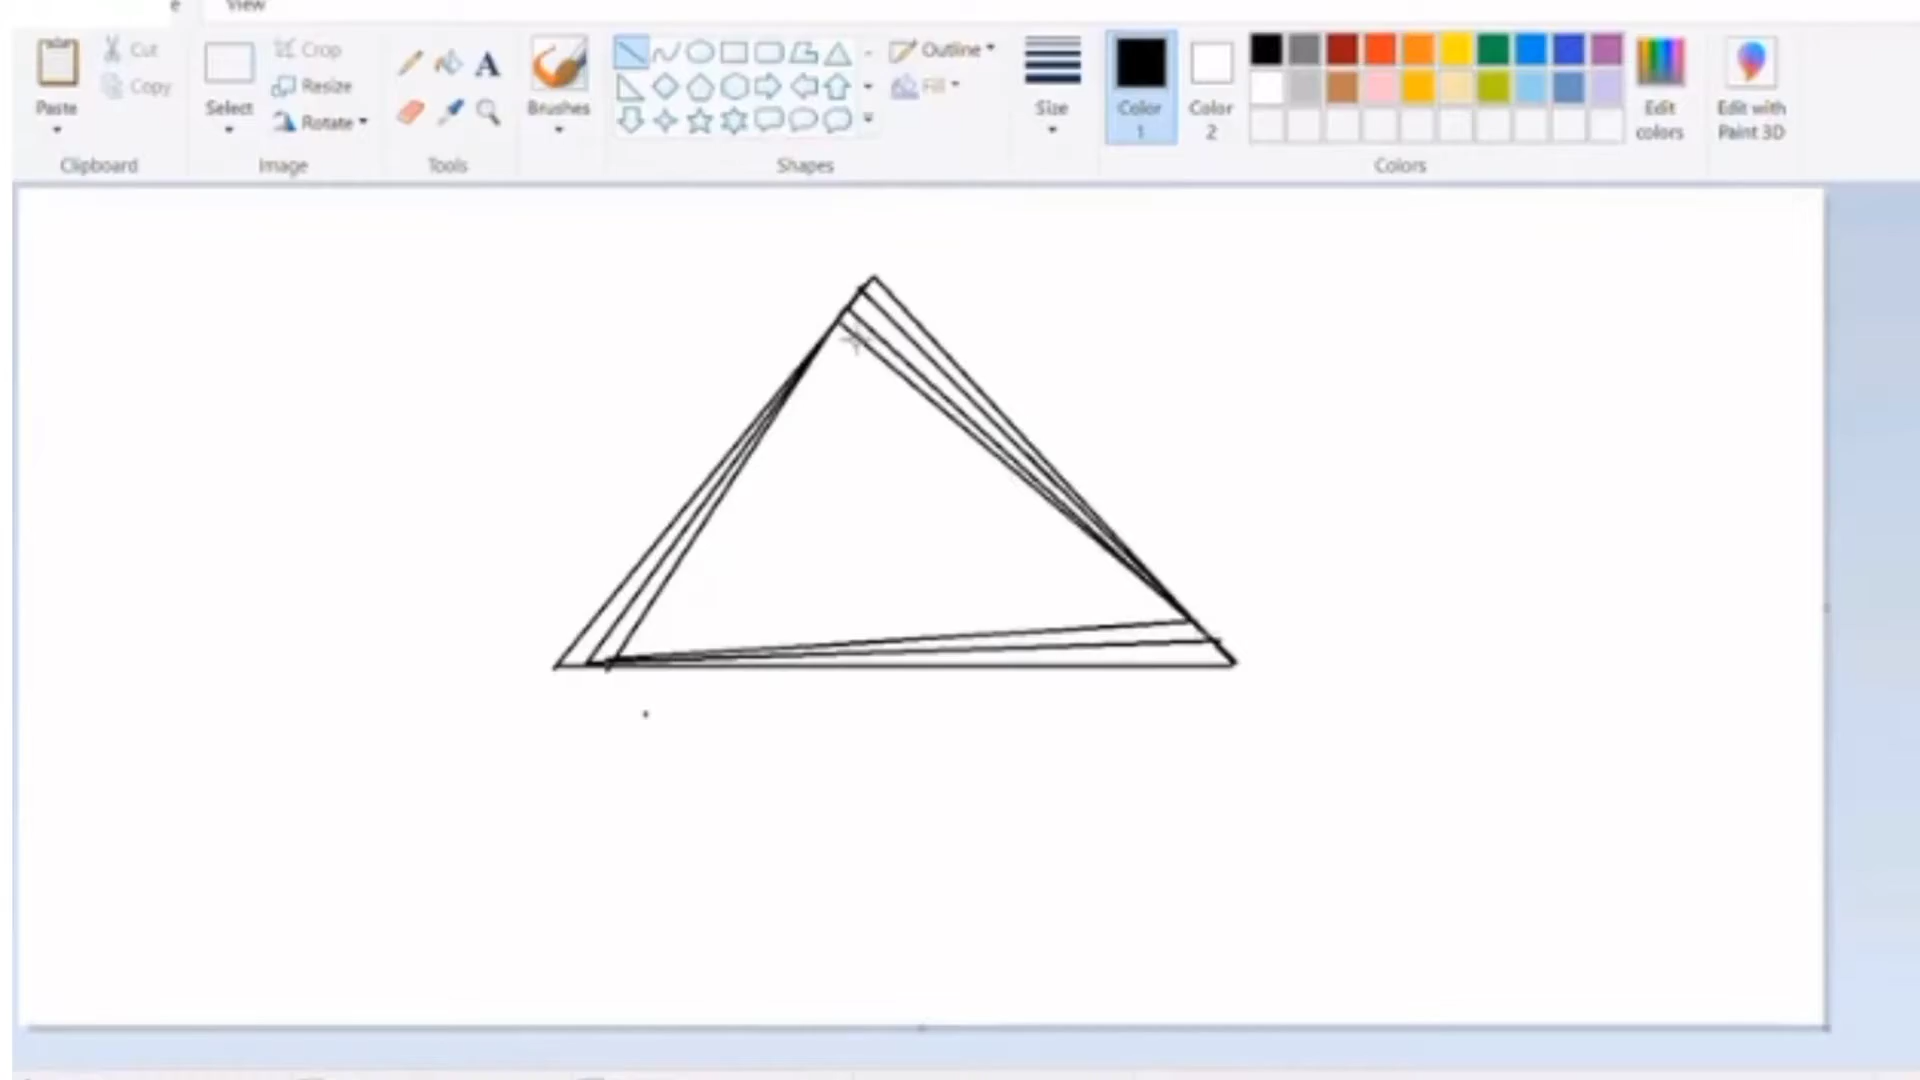 View
Paste
Cut
Copy
Clipboard
Select
Crop
Resize
Rotate
Image
A
Tools
Brushes
Shapes
Outline
Fill
Size
Color
1
Color
2
Colors
Edit
colors
Edit with
Paint 3D